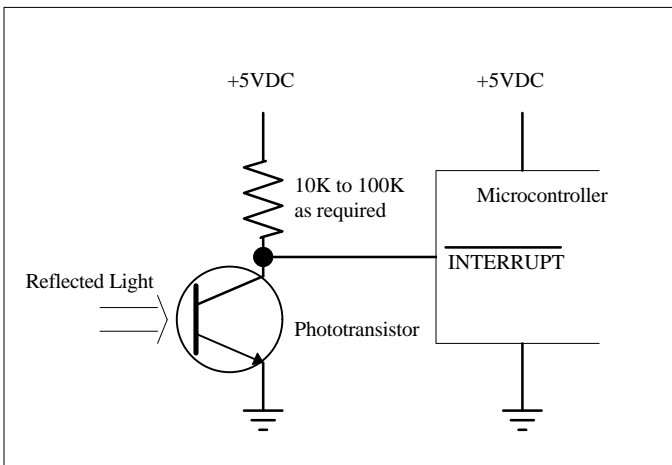 +5VDC
+5VDC
10K to 100K
as required
Microcontroller
INTERRUPT
Reflected Light
Phototransistor